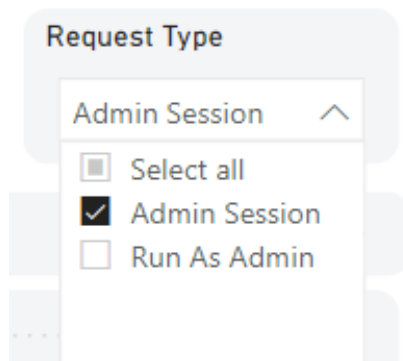 Request Type
Admin Session
Select all
Admin Session
Run As Admin